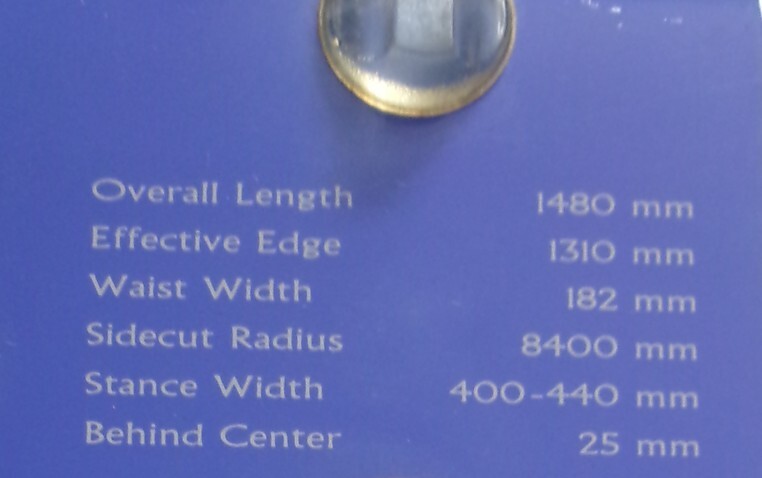 Overall Length 1480 mm
Effective Edge 1310 mm
Waist Width 182 mm
Sidecut Radius 8400 mm
Stance Width 400-440 mm
Behind Center 25 mm